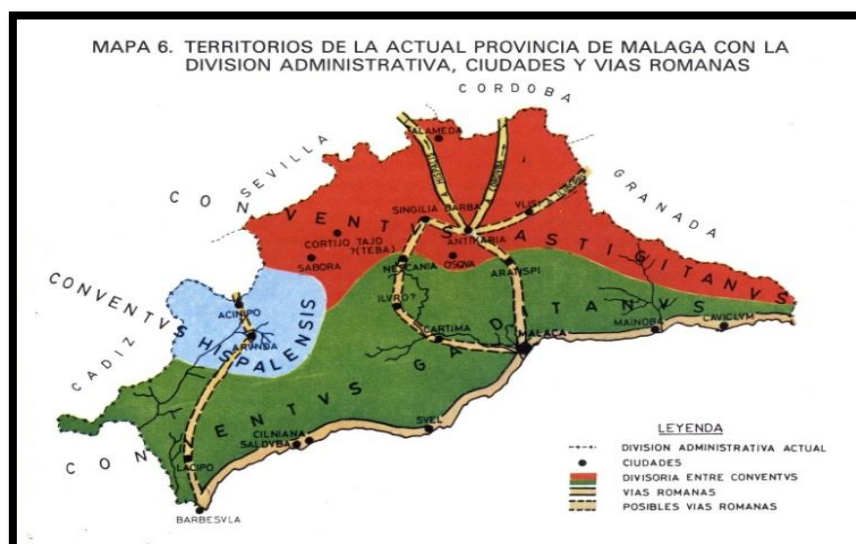 MAPA 6. TERRITORIOS DE LA ACTUAL PROVINCIA DE MALAGA CON LA
DIVISION ADMINISTRATIVA, CIUDADES Y VIAS ROMANAS
CORDOBA
SEVILLA
GRANADA
CADIZ
CONVENTVS ASTIGITANVS
CONVENTVS HISPALENSIS
CONVENTVS GADITANVS
ALAMEDA
SINGILIA BARBA
ANTIKARIA
CORTIJO TAJO
?(TEBA)
SABORA
NESCANIA
OSQVA
ARATISPI
ACINIPO
ARVNDA
ILVRO?
CARTIMA
MALACA
MAINOBA
CAVICLVM
SVEL
CILNIANA
SALDVBA
LACIPO
BARBESVLA
LEYENDA
DIVISION ADMINISTRATIVA ACTUAL
CIUDADES
DIVISORIA ENTRE CONVENTVS
VIAS ROMANAS
POSIBLES VIAS ROMANAS